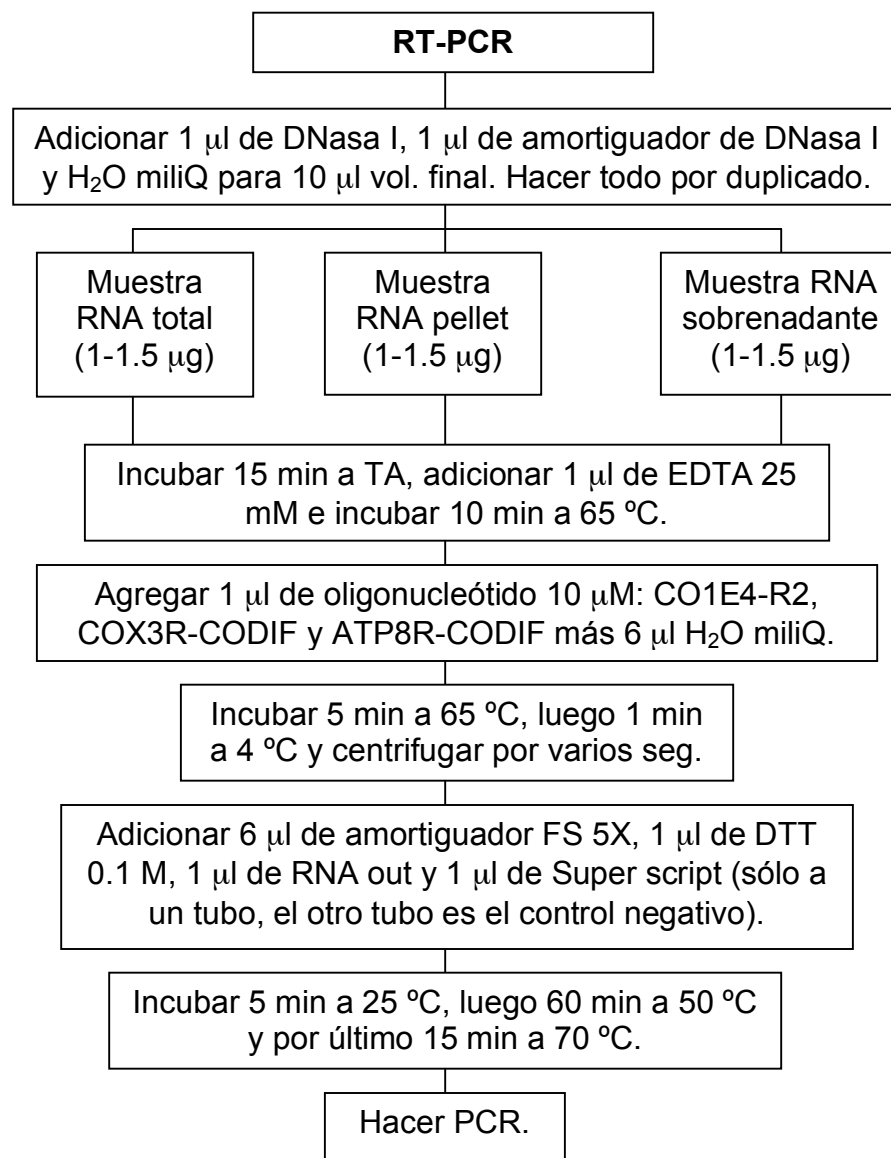 RT-PCR
Adicionar 1 μl de DNasa I, 1 μl de amortiguador de DNasa I
y H₂O miliQ para 10 μl vol. final. Hacer todo por duplicado.
Muestra
RNA total
(1-1.5 μg)
Muestra
RNA pellet
(1-1.5 μg)
Muestra RNA
sobrenadante
(1-1.5 μg)
Incubar 15 min a TA, adicionar 1 μl de EDTA 25
mM e incubar 10 min a 65 ºC.
Agregar 1 μl de oligonucleótido 10 μM: CO1E4-R2,
COX3R-CODIF y ATP8R-CODIF más 6 μl H₂O miliQ.
Incubar 5 min a 65 ºC, luego 1 min
a 4 ºC y centrifugar por varios seg.
Adicionar 6 μl de amortiguador FS 5X, 1 μl de DTT
0.1 M, 1 μl de RNA out y 1 μl de Super script (sólo a
un tubo, el otro tubo es el control negativo).
Incubar 5 min a 25 ºC, luego 60 min a 50 ºC
y por último 15 min a 70 ºC.
Hacer PCR.